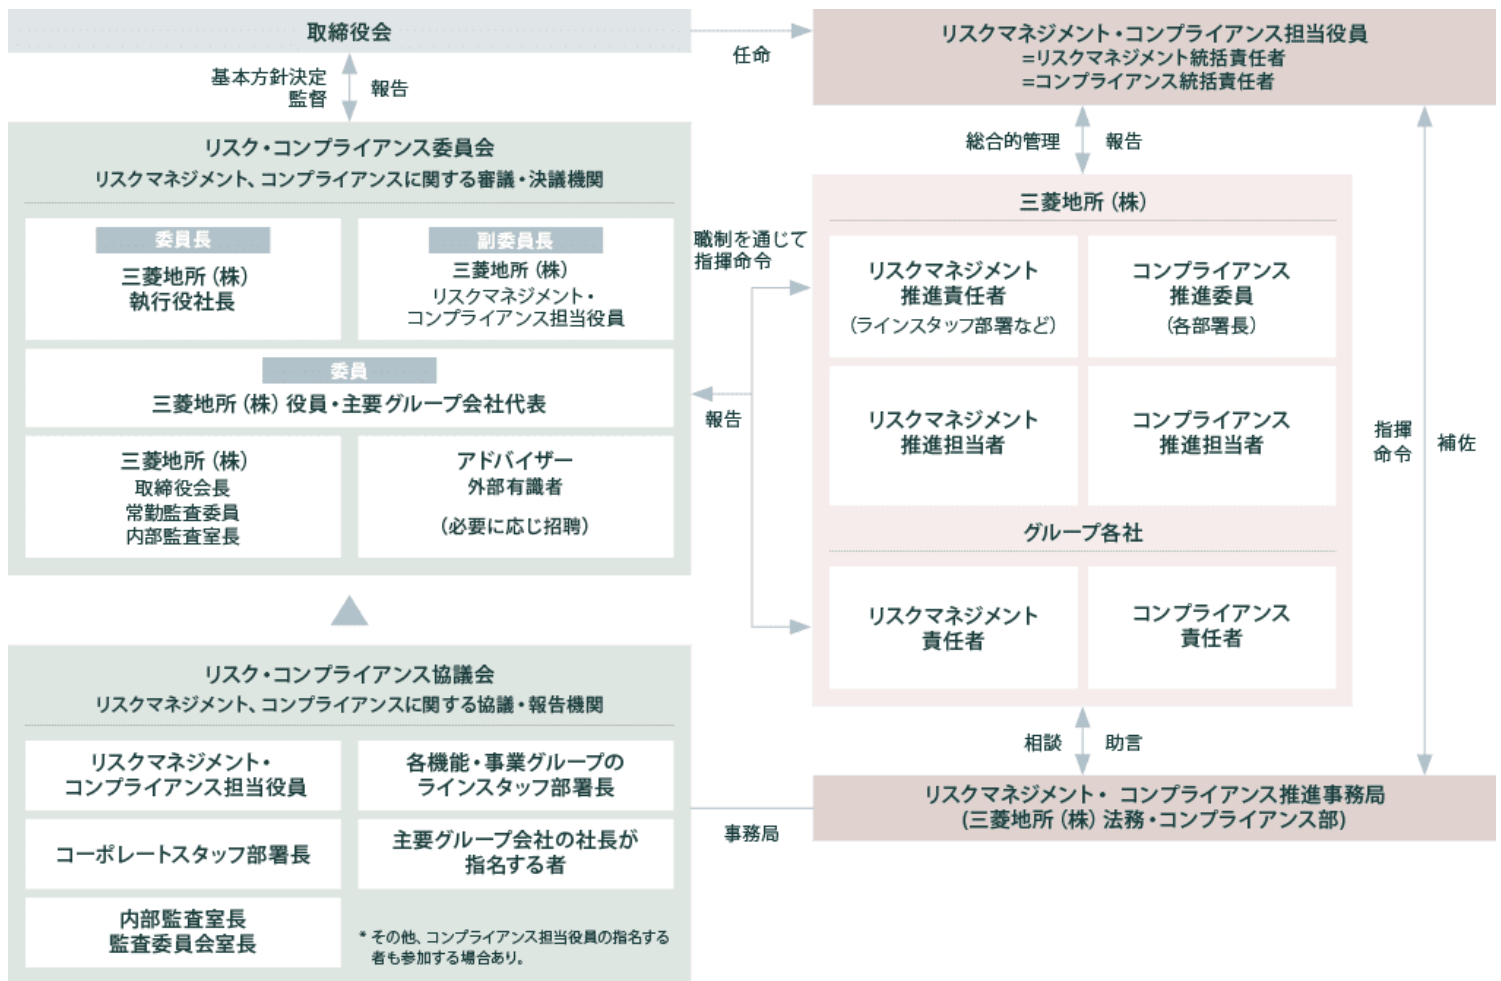 取締役会
任命
リスクマネジメント・コンプライアンス担当役員
=リスクマネジメント統括責任者
=コンプライアンス統括責任者
基本方針決定
監督
報告
リスク・コンプライアンス委員会
リスクマネジメント、コンプライアンスに関する審議・決議機関
委員長
三菱地所(株)
執行役社長
副委員長
三菱地所(株)
リスクマネジメント・
コンプライアンス担当役員
委員
三菱地所(株)役員・主要グループ会社代表
三菱地所(株)
取締役会長
常勤監査委員
内部監査室長
アドバイザー
外部有識者
(必要に応じ招聘)
職制を通じて
指揮命令
報告
総合的管理
報告
三菱地所(株)
リスクマネジメント
推進責任者
(ラインスタッフ部署など)
コンプライアンス
推進委員
(各部署長)
リスクマネジメント
推進担当者
コンプライアンス
推進担当者
グループ各社
リスクマネジメント
責任者
コンプライアンス
責任者
指揮
命令
補佐
相談
助言
リスクマネジメント・ コンプライアンス推進事務局
(三菱地所(株)法務・コンプライアンス部)
事務局
リスク・コンプライアンス協議会
リスクマネジメント、コンプライアンスに関する協議・報告機関
リスクマネジメント・
コンプライアンス担当役員
各機能・事業グループの
ラインスタッフ部署長
コーポレートスタッフ部署長
主要グループ会社の社長が
指名する者
内部監査室長
監査委員会室長
* その他、コンプライアンス担当役員の指名する
者も参加する場合あり。